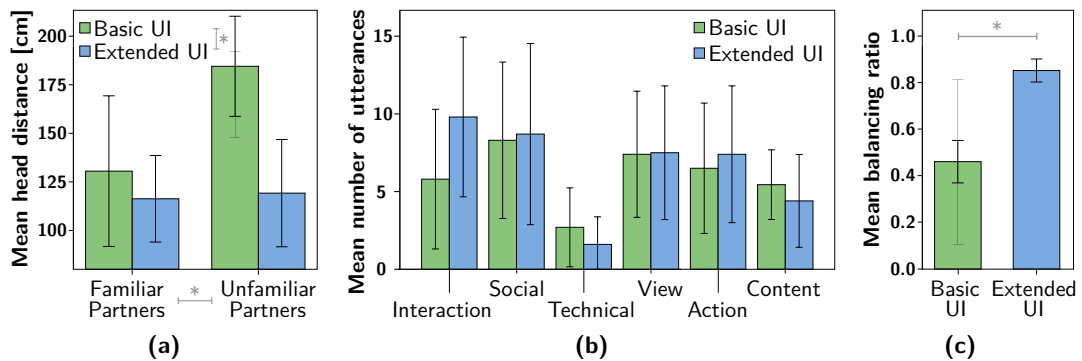 Mean head distance [cm]
200
175
150
125
100
Basic UI
Extended UI
*
Familiar
Partners
*
Unfamiliar
Partners
(a)
Mean number of utterances
15
10
5
0
Basic UI
Extended UI
Interaction
Social
Technical
View
Action
Content
(b)
Mean balancing ratio
1.0
0.8
0.6
0.4
0.2
0.0
*
Basic
UI
Extended
UI
(c)